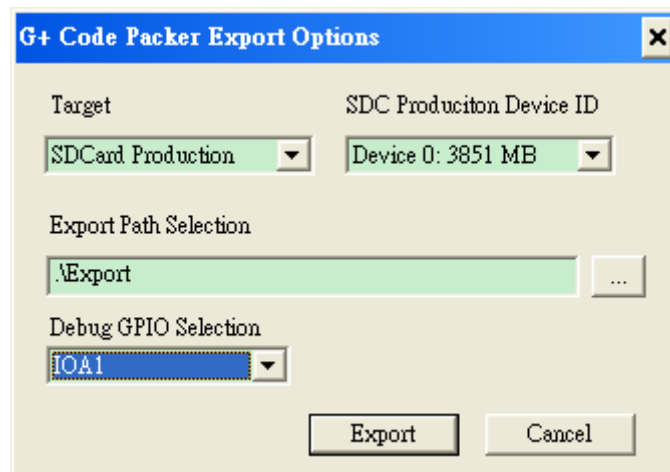 G+ Code Packer Export Options
Target
SDC Produciton Device ID
SDCard Production
Device 0: 3851 MB
Export Path Selection
.\Export
...
Debug GPIO Selection
IOA1
Export
Cancel